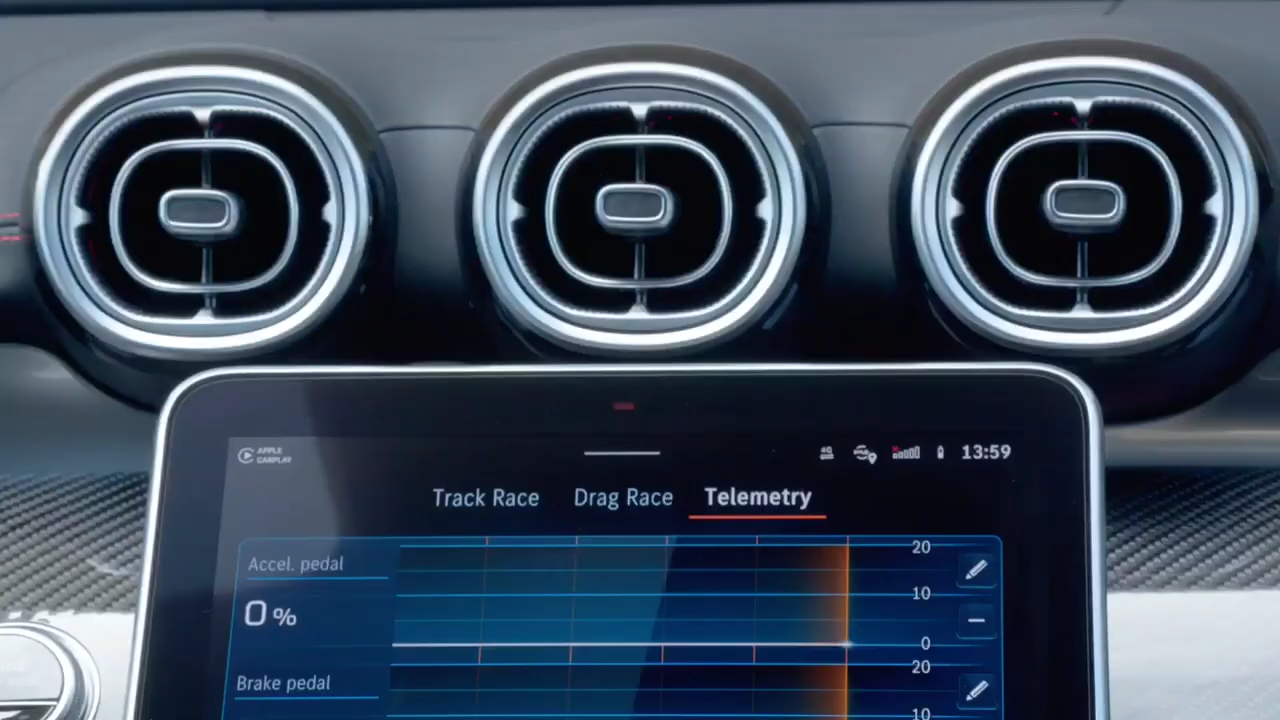 APPLE
CARPLAY
4G
13:59
Track Race
Drag Race
Telemetry
Accel. pedal
0 %
20
10
0
Brake pedal
20
10